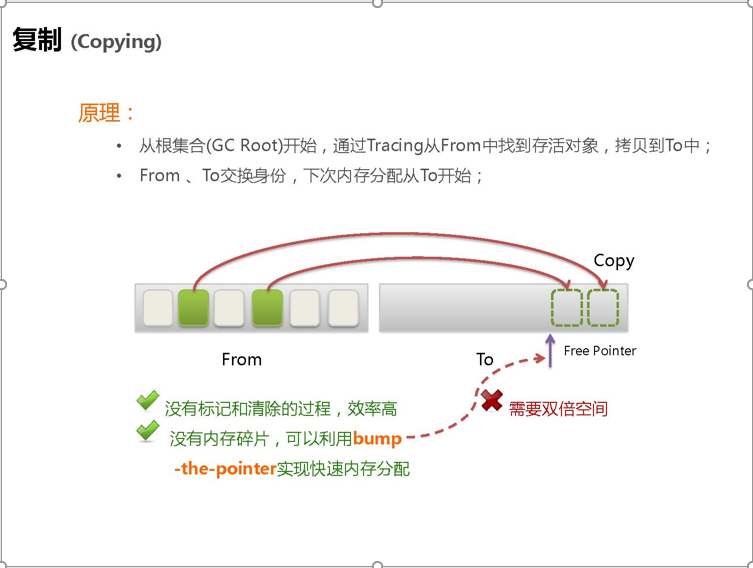 复制 (Copying)
原理：
• 从根集合(GC Root)开始，通过Tracing从From中找到存活对象，拷贝到To中；
• From 、To交换身份，下次内存分配从To开始；
Copy
From
To
Free Pointer
没有标记和清除的过程，效率高
需要双倍空间
没有内存碎片，可以利用bump
-the-pointer实现快速内存分配